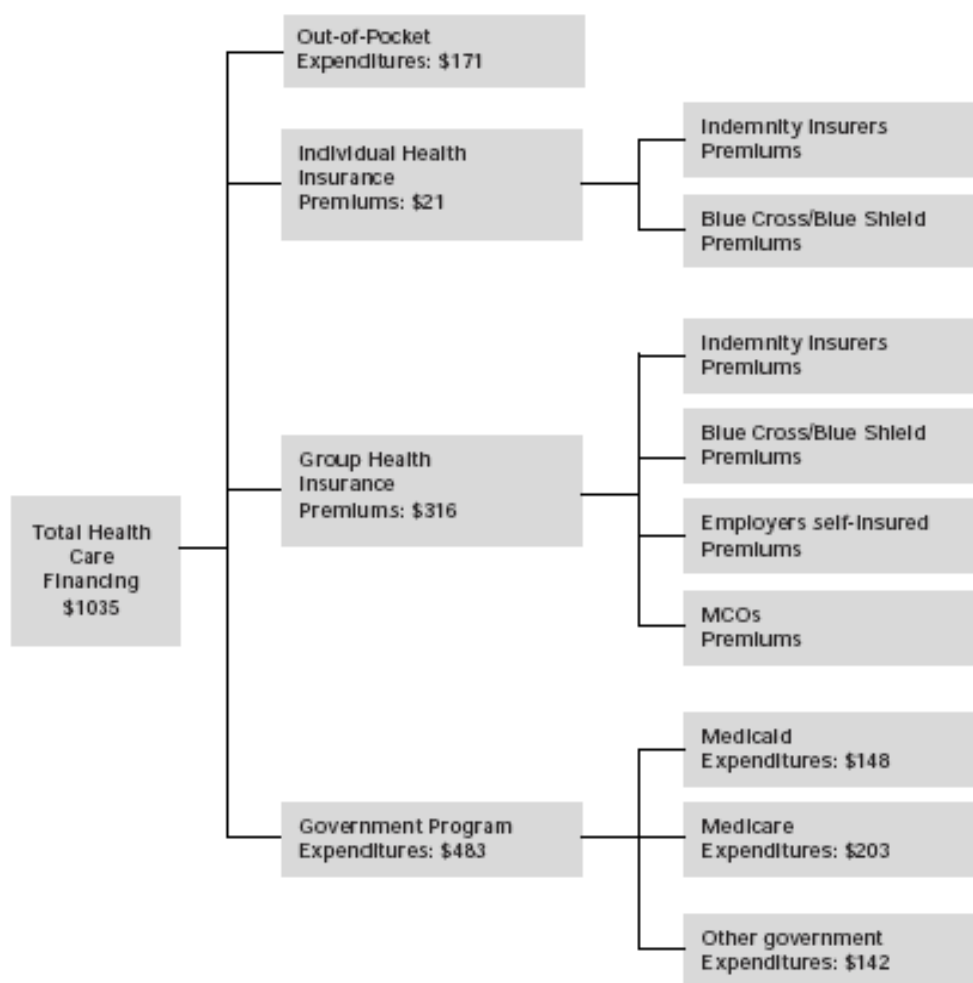 Out-of-Pocket
Expenditures: $171
Individual Health
Insurance
Premiums: $21
Indemnity Insurers
Premiums
Blue Cross/Blue Shield
Premiums
Group Health
Insurance
Premiums: $316
Indemnity Insurers
Premiums
Blue Cross/Blue Shield
Premiums
Employers self-insured
Premiums
MCOs
Premiums
Total Health
Care
Financing
$1035
Government Program
Expenditures: $483
Medicaid
Expenditures: $148
Medicare
Expenditures: $203
Other government
Expenditures: $142